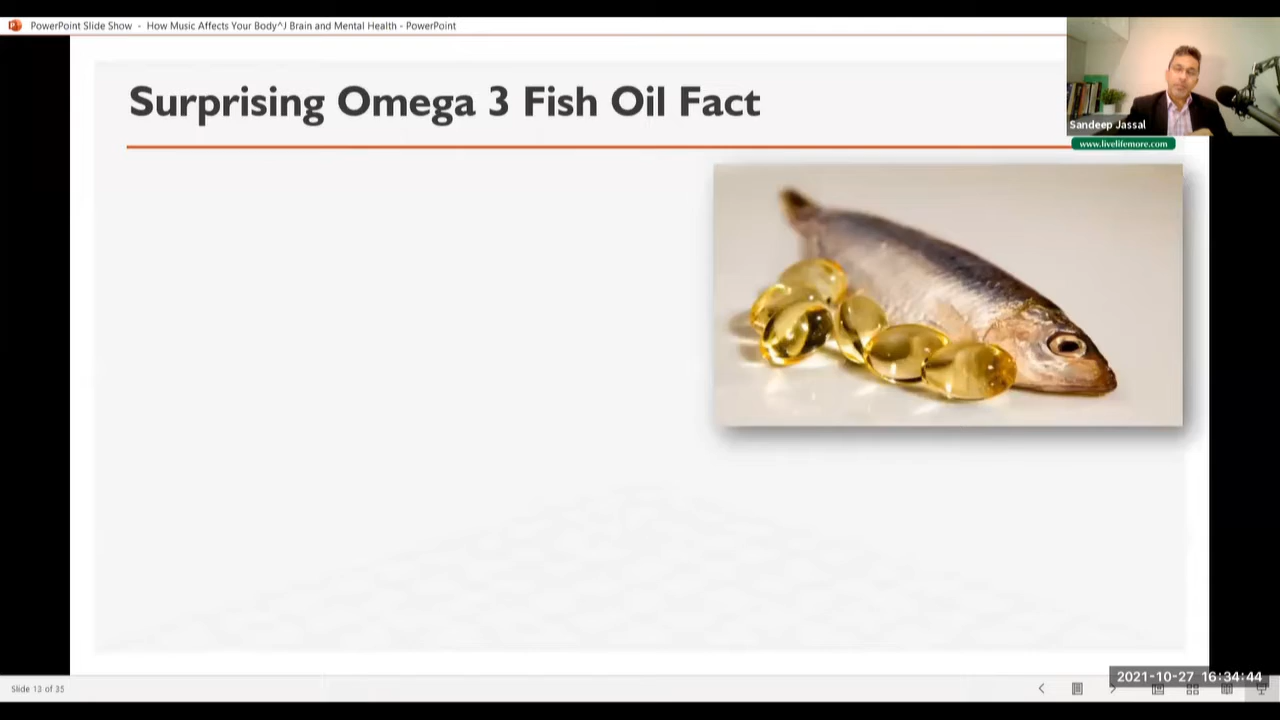 PowerPoint Slide Show - How Music Affects Your Body^J Brain and Mental Health - PowerPoint
Surprising Omega 3 Fish Oil Fact
Sandeep Jassal
www.livelifemore.com
Slide 13 of 35
2021-10-27 16:34:44